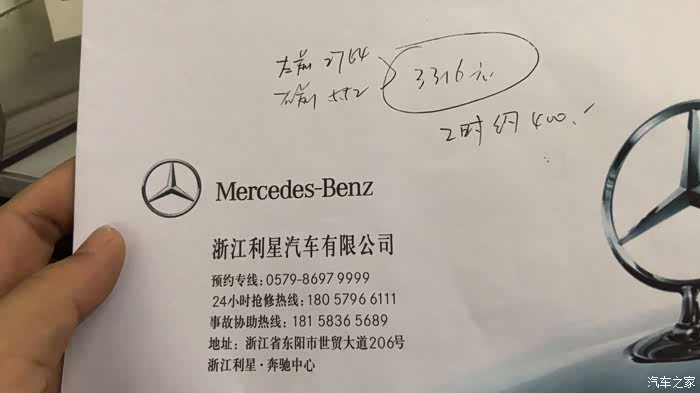 左前 2764
右前 552
3316元
工时约400.
Mercedes-Benz
浙江利星汽车有限公司
预约专线: 0579-8697 9999
24小时抢修热线: 180 5796 6111
事故协助热线: 181 5836 5689
地址: 浙江省东阳市世贸大道206号
浙江利星·奔驰中心
汽车之家